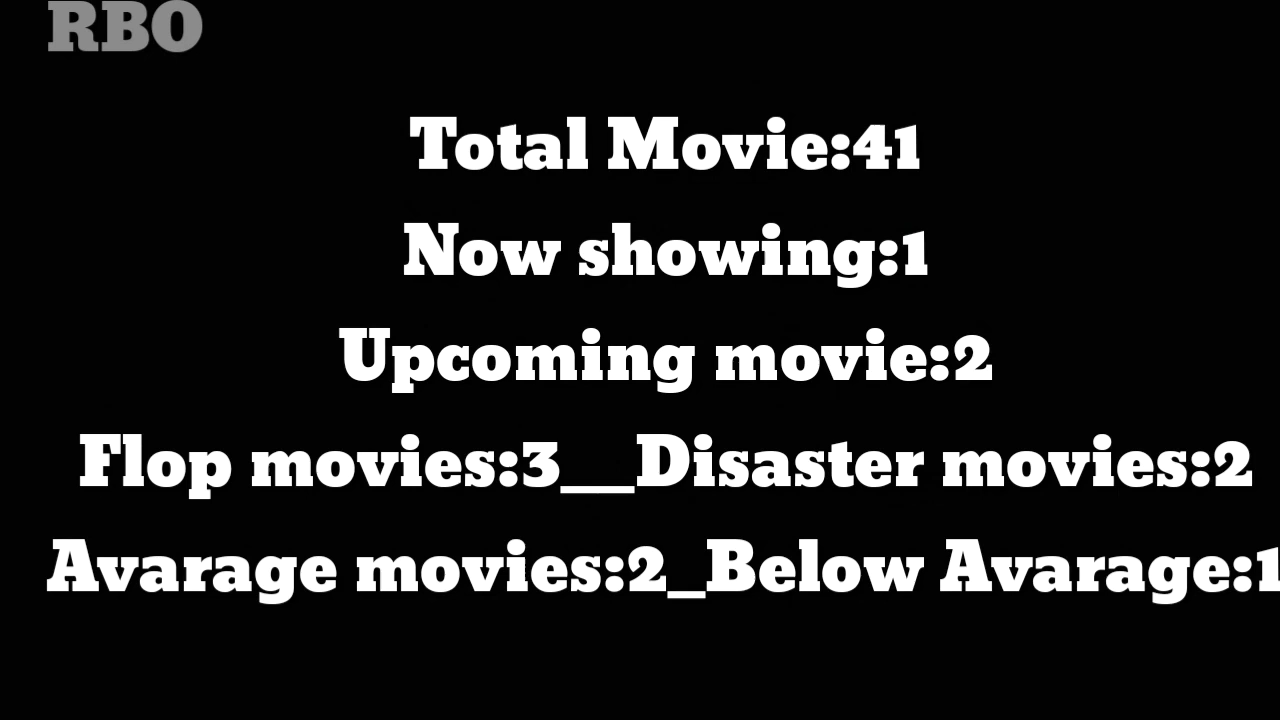 RBO
Total Movie:41
Now showing:1
Upcoming movie:2
Flop movies:3__Disaster movies:2
Avarage movies:2_Below Avarage:1